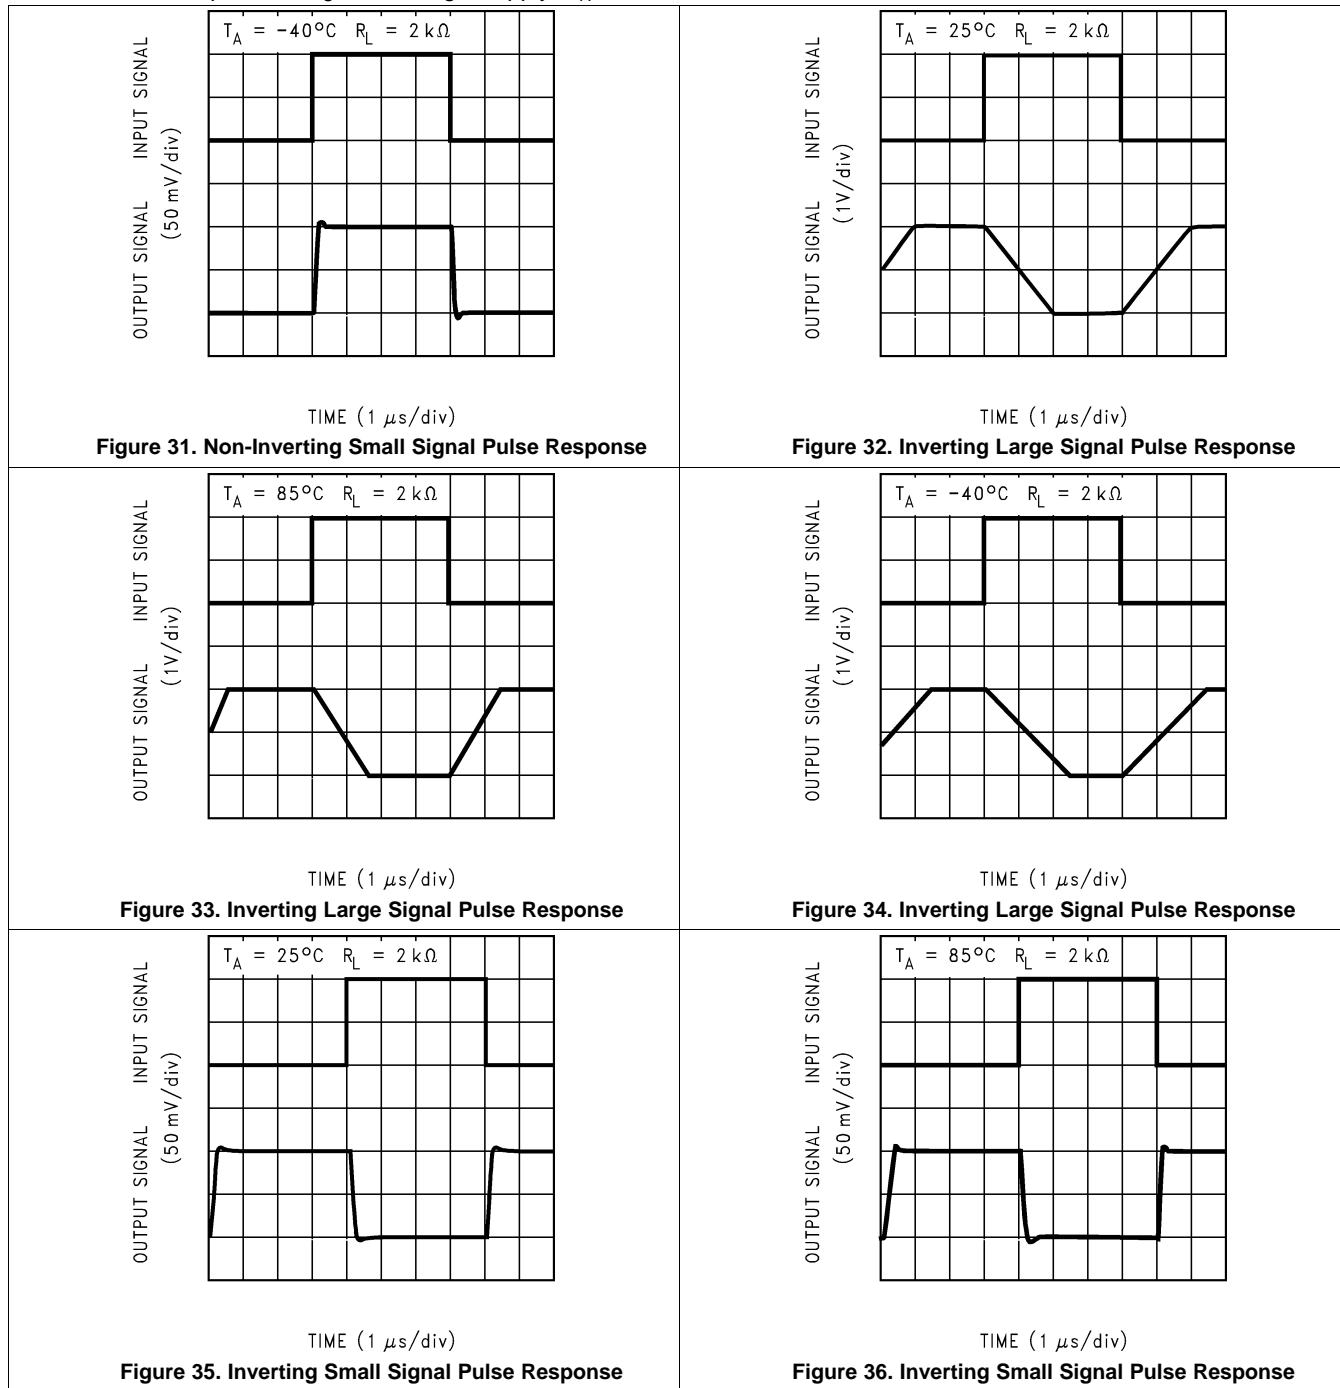 T_A = -40°C R_L = 2 kΩ
INPUT SIGNAL
OUTPUT SIGNAL
(50 mV/div)
TIME (1 μs/div)
Figure 31. Non-Inverting Small Signal Pulse Response
T_A = 25°C R_L = 2 kΩ
INPUT SIGNAL
OUTPUT SIGNAL
(1V/div)
TIME (1 μs/div)
Figure 32. Inverting Large Signal Pulse Response
T_A = 85°C R_L = 2 kΩ
INPUT SIGNAL
OUTPUT SIGNAL
(1V/div)
TIME (1 μs/div)
Figure 33. Inverting Large Signal Pulse Response
T_A = -40°C R_L = 2 kΩ
INPUT SIGNAL
OUTPUT SIGNAL
(1V/div)
TIME (1 μs/div)
Figure 34. Inverting Large Signal Pulse Response
T_A = 25°C R_L = 2 kΩ
INPUT SIGNAL
OUTPUT SIGNAL
(50 mV/div)
TIME (1 μs/div)
Figure 35. Inverting Small Signal Pulse Response
T_A = 85°C R_L = 2 kΩ
INPUT SIGNAL
OUTPUT SIGNAL
(50 mV/div)
TIME (1 μs/div)
Figure 36. Inverting Small Signal Pulse Response